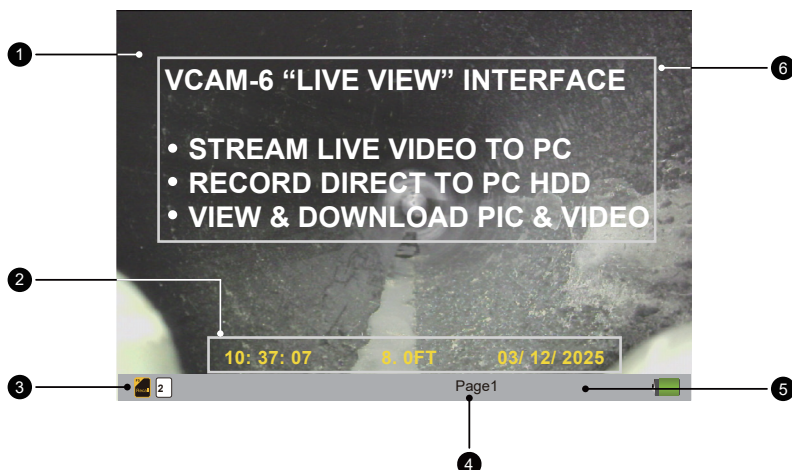 1
VCAM-6 “LIVE VIEW” INTERFACE
6
• STREAM LIVE VIDEO TO PC
• RECORD DIRECT TO PC HDD
• VIEW & DOWNLOAD PIC & VIDEO
2
10: 37: 07 8. 0FT 03/ 12/ 2025
3
2
Page1
5
4